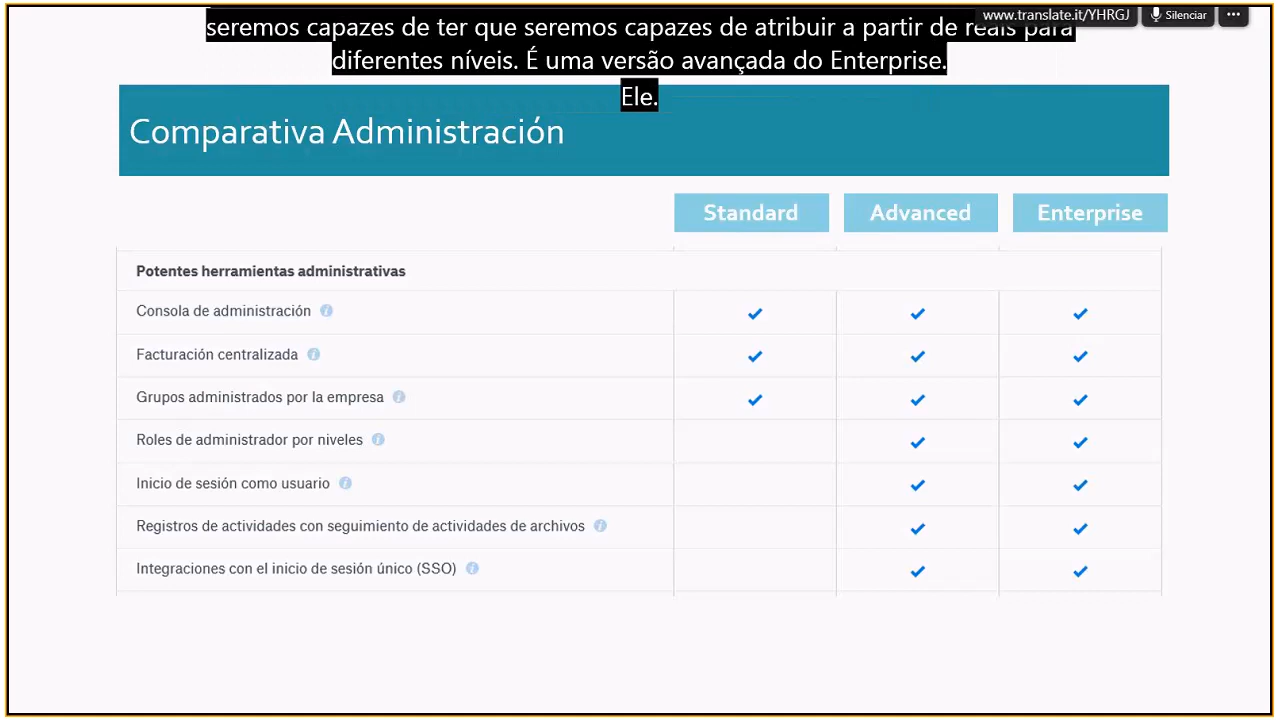 www.translate.it/YHRGJ Silenciar
seremos capazes de ter que seremos capazes de atribuir a partir de reais para
diferentes níveis. É uma versão avançada do Enterprise.
Ele.
Comparativa Administración
Standard Advanced Enterprise
Potentes herramientas administrativas
Consola de administración
Facturación centralizada
Grupos administrados por la empresa
Roles de administrador por niveles
Inicio de sesión como usuario
Registros de actividades con seguimiento de actividades de archivos
Integraciones con el inicio de sesión único (SSO)